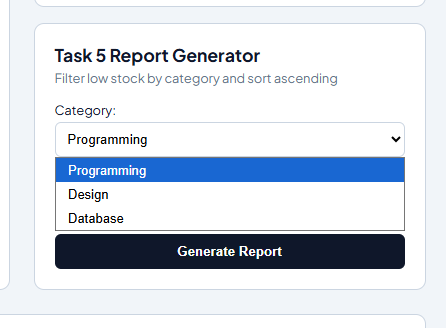 Task 5 Report Generator
Filter low stock by category and sort ascending
Category:
Programming
Programming
Design
Database
Generate Report